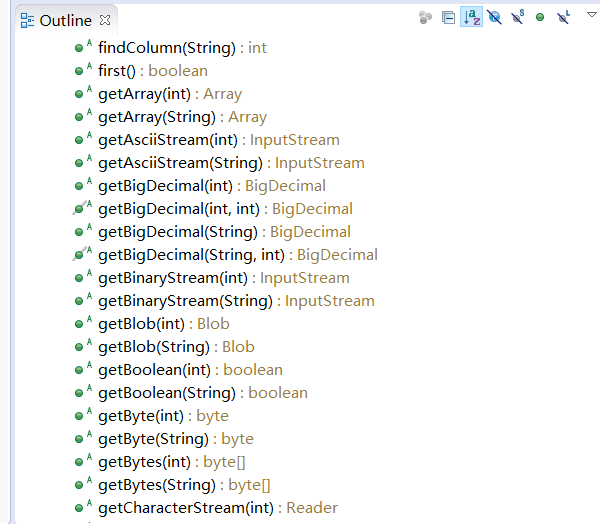 Outline
findColumn(String) : int
first() : boolean
getArray(int) : Array
getArray(String) : Array
getAsciiStream(int) : InputStream
getAsciiStream(String) : InputStream
getBigDecimal(int) : BigDecimal
getBigDecimal(int, int) : BigDecimal
getBigDecimal(String) : BigDecimal
getBigDecimal(String, int) : BigDecimal
getBinaryStream(int) : InputStream
getBinaryStream(String) : InputStream
getBlob(int) : Blob
getBlob(String) : Blob
getBoolean(int) : boolean
getBoolean(String) : boolean
getByte(int) : byte
getByte(String) : byte
getBytes(int) : byte[]
getBytes(String) : byte[]
getCharacterStream(int) : Reader